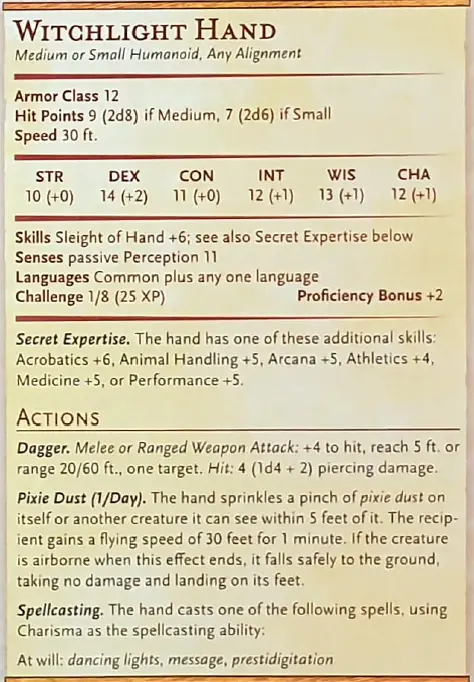 WITCHLIGHT HAND
Medium or Small Humanoid, Any Alignment
Armor Class 12
Hit Points 9 (2d8) if Medium, 7 (2d6) if Small
Speed 30 ft.
STR DEX CON INT WIS CHA
10 (+0) 14 (+2) 11 (+0) 12 (+1) 13 (+1) 12 (+1)
Skills Sleight of Hand +6; see also Secret Expertise below
Senses passive Perception 11
Languages Common plus any one language
Challenge 1/8 (25 XP) Proficiency Bonus +2
Secret Expertise. The hand has one of these additional skills:
Acrobatics +6, Animal Handling +5, Arcana +5, Athletics +4,
Medicine +5, or Performance +5.
ACTIONS
Dagger. Melee or Ranged Weapon Attack: +4 to hit, reach 5 ft. or
range 20/60 ft., one target. Hit: 4 (1d4 + 2) piercing damage.
Pixie Dust (1/Day). The hand sprinkles a pinch of pixie dust on
itself or another creature it can see within 5 feet of it. The recip-
ient gains a flying speed of 30 feet for 1 minute. If the creature
is airborne when this effect ends, it falls safely to the ground,
taking no damage and landing on its feet.
Spellcasting. The hand casts one of the following spells, using
Charisma as the spellcasting ability:
At will: dancing lights, message, prestidigitation